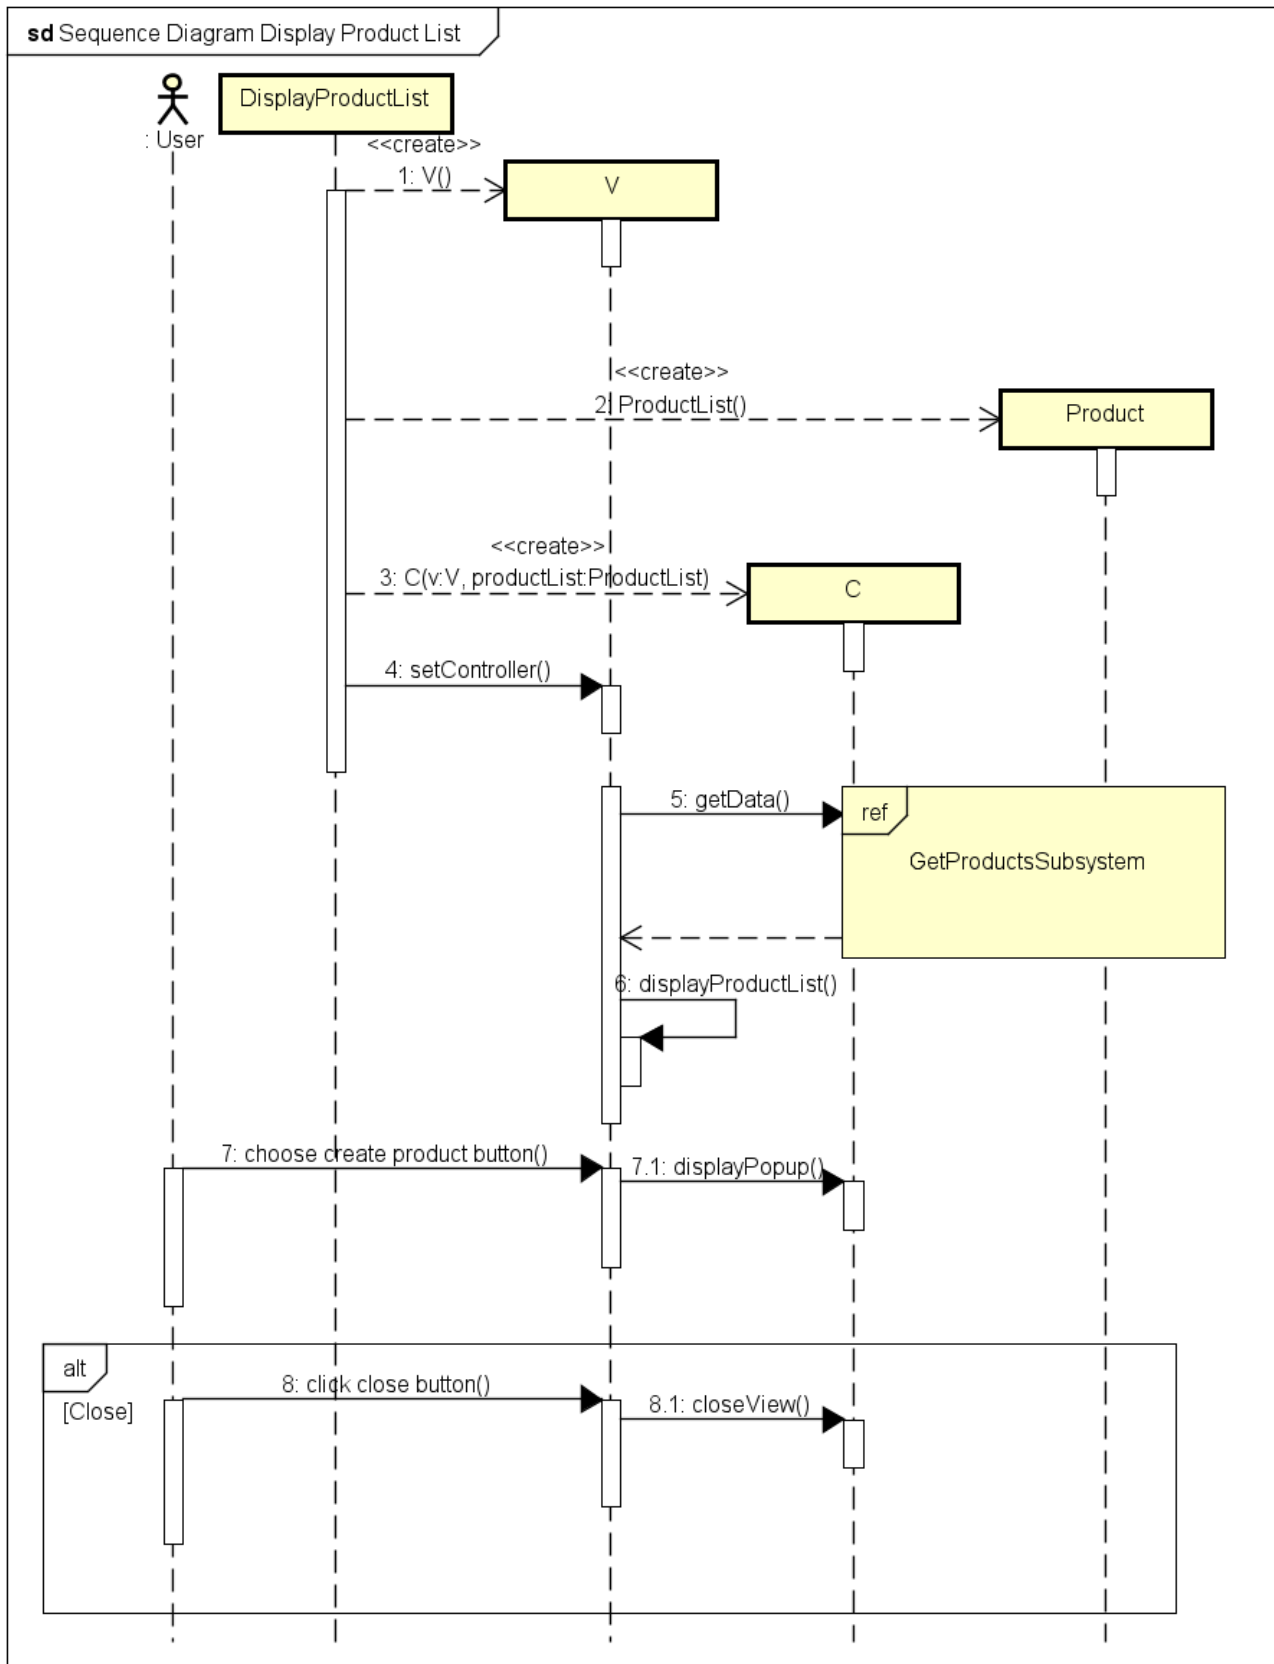 sd Sequence Diagram Display Product List
DisplayProductList
: User
<<create>>
1: V()
V
<<create>>
2: ProductList()
Product
<<create>>
3: C(v:V, productList:ProductList)
C
4: setController()
5: getData()
ref
GetProductsSubsystem
6: displayProductList()
7: choose create product button()
7.1: displayPopup()
alt
8: click close button()
[Close]
8.1: closeView()